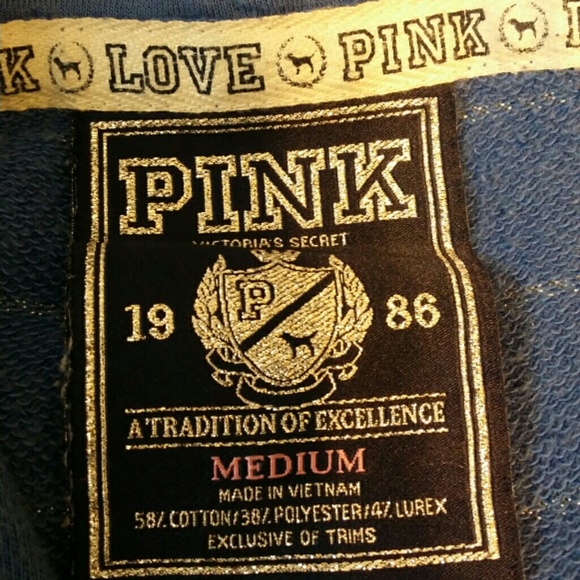 K LOVE PINK
PINK
VICTORIA'S SECRET
P
19 86
A TRADITION OF EXCELLENCE
MEDIUM
MADE IN VIETNAM
58% COTTON/38% POLYESTER/4% LUREX
EXCLUSIVE OF TRIMS